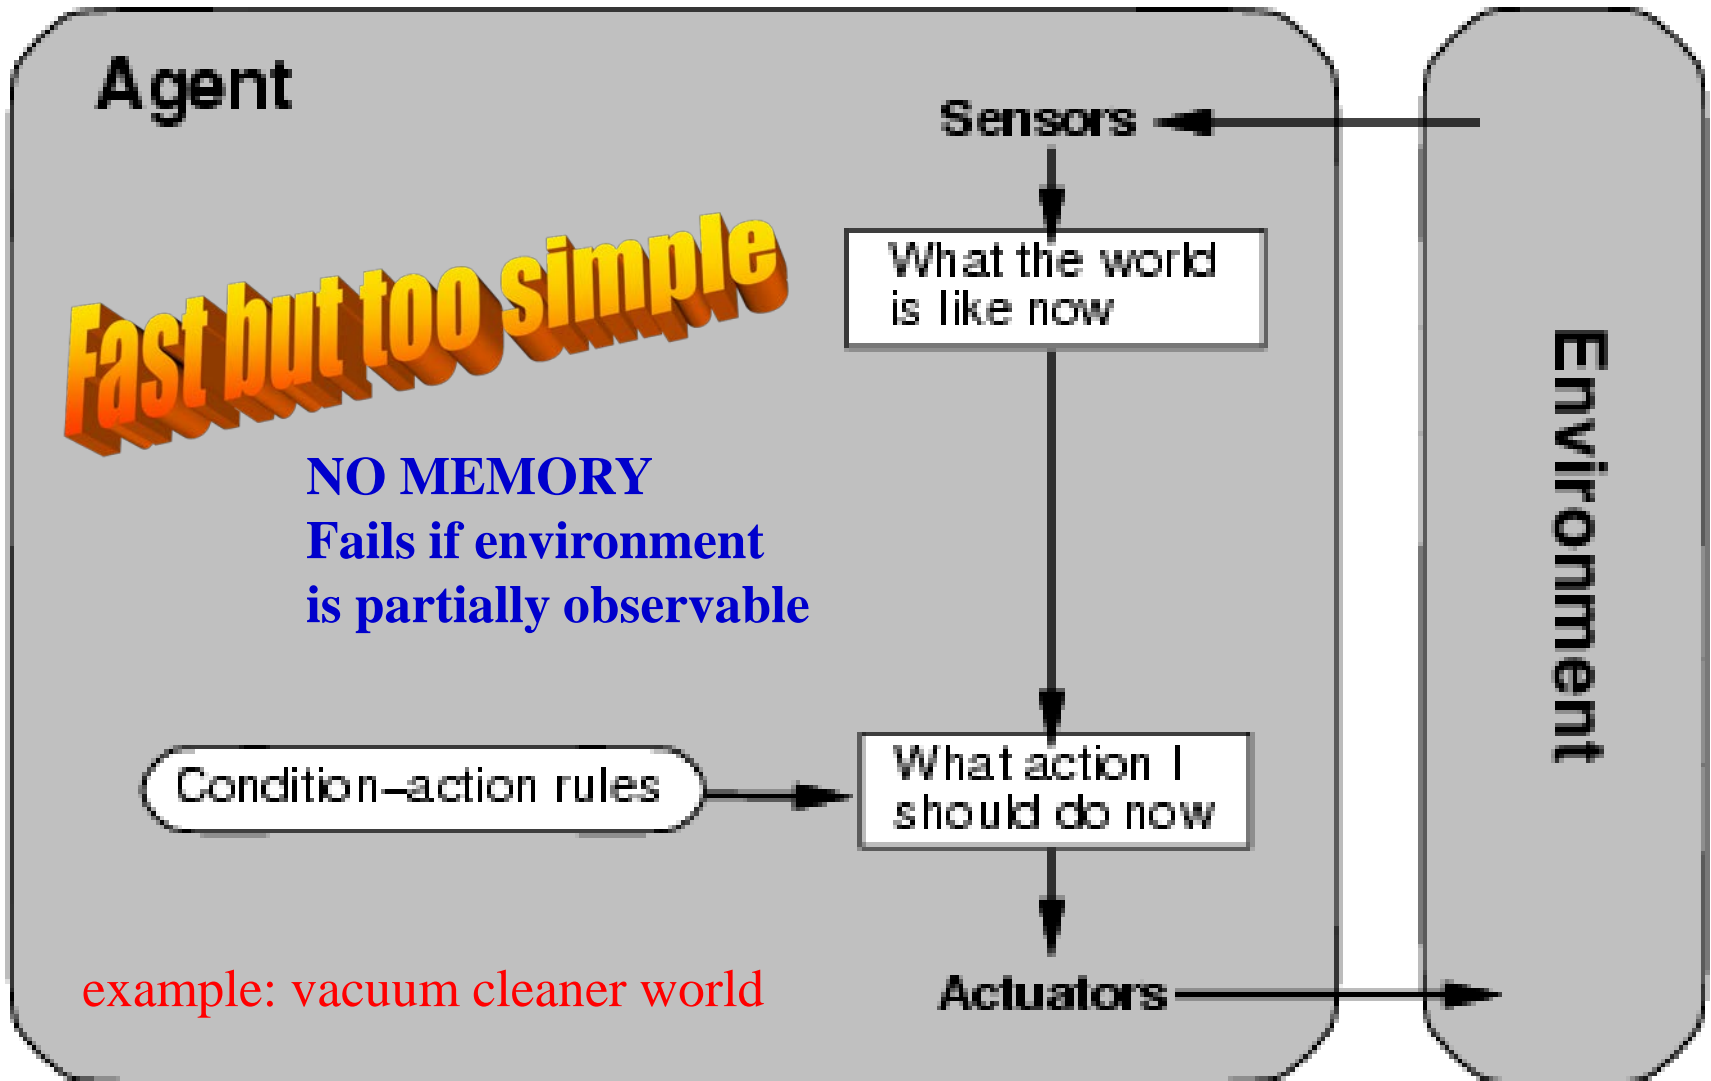 Agent
Sensors
Fast but too simple
What the world
is like now
NO MEMORY
Fails if environment
is partially observable
Environment
Condition–action rules
What action I
should do now
example: vacuum cleaner world
Actuators